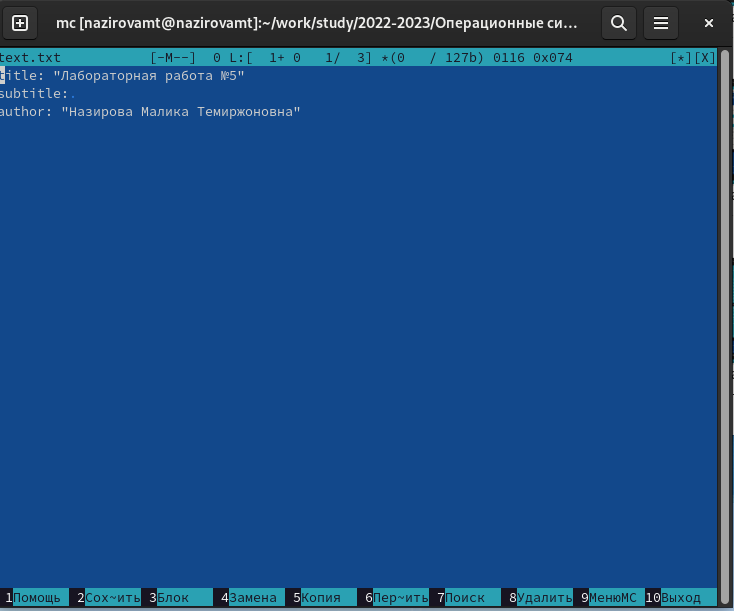 mc [nazirovamt@nazirovamt]:~/work/study/2022-2023/Операционные си...
text.txt [-M--] 0 L:[ 1+ 0 1/ 3] *(0 / 127b) 0116 0x074 [*][X]
title: "Лабораторная работа №5"
subtitle:.
author: "Назирова Малика Темиржоновна"
1Помощь 2Сох~ить 3Блок 4Замена 5Копия 6Пер~ить 7Поиск 8Удалить 9МенюMC 10Выход